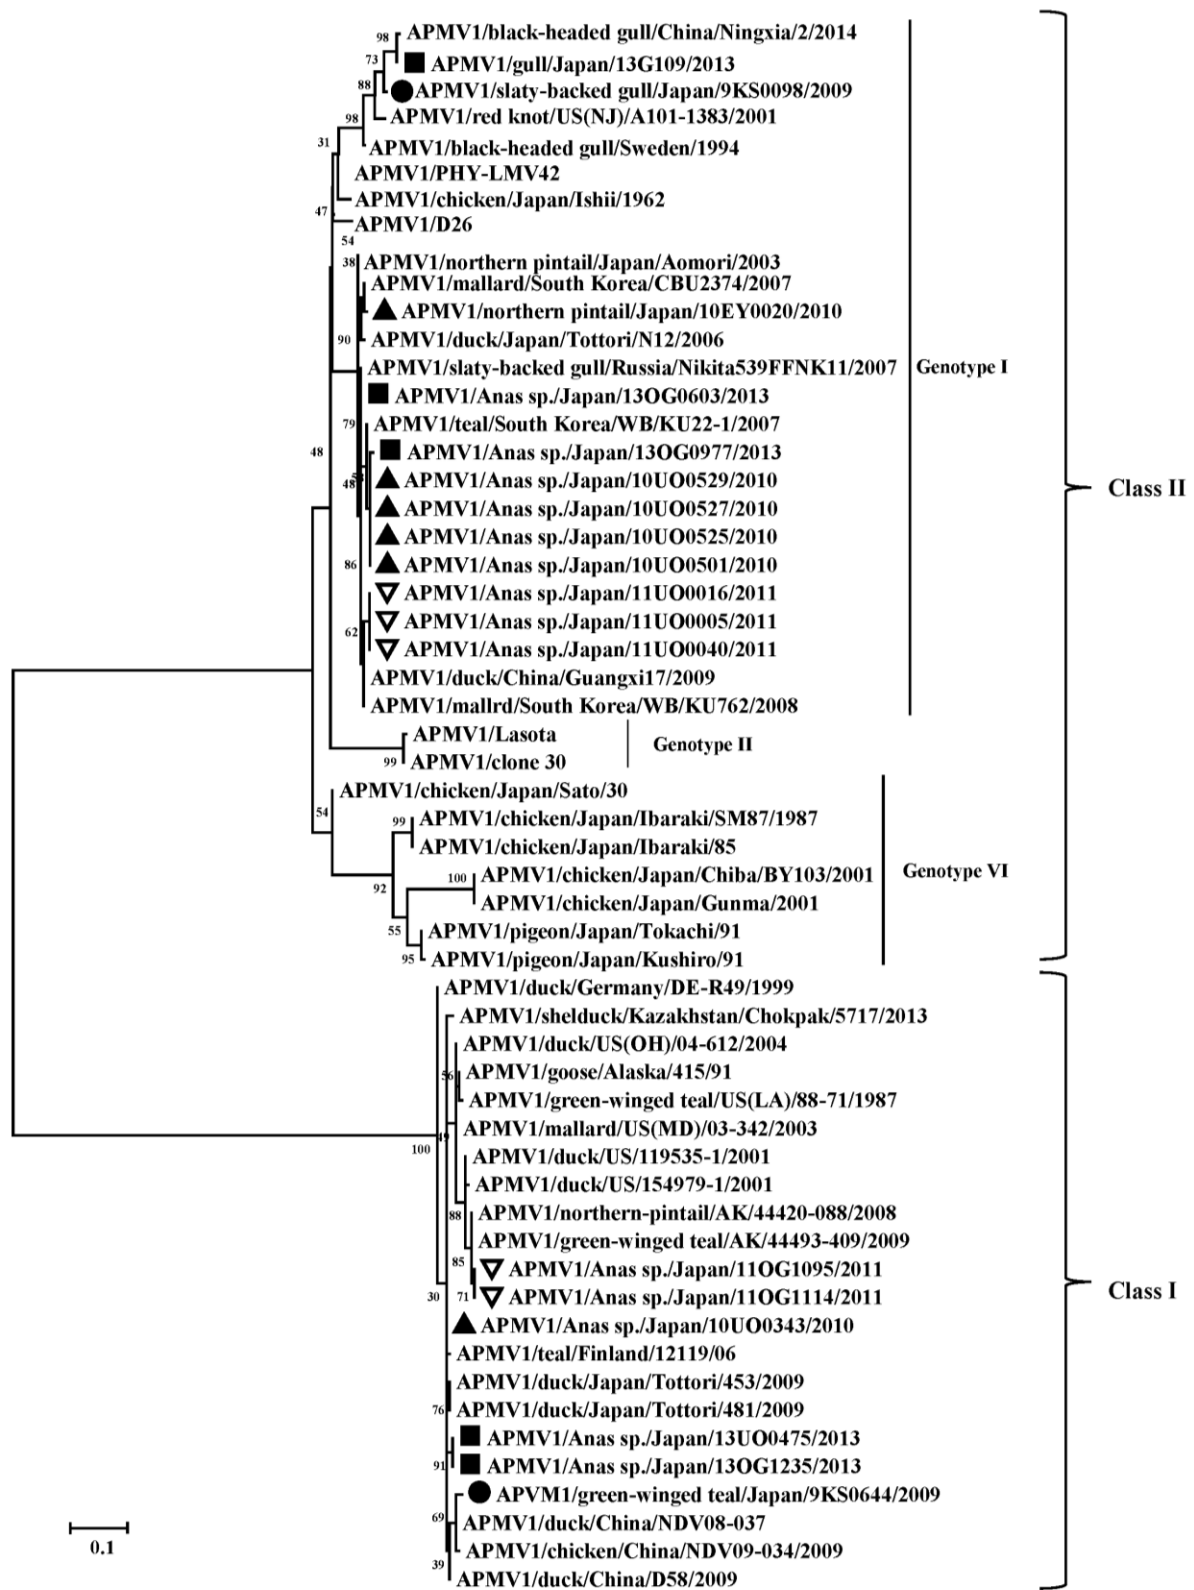 98
APMV1/black-headed gull/China/Ningxia/2/2014
73
APMV1/gull/Japan/13G109/2013
88
APMV1/slaty-backed gull/Japan/9KS0098/2009
98
APMV1/red knot/US(NJ)/A101-1383/2001
31
APMV1/black-headed gull/Sweden/1994
APMV1/PHY-LMV42
APMV1/chicken/Japan/Ishii/1962
47
APMV1/D26
54
38
APMV1/northern pintail/Japan/Aomori/2003
APMV1/mallard/South Korea/CBU2374/2007
APMV1/northern pintail/Japan/10EY0020/2010
90
APMV1/duck/Japan/Tottori/N12/2006
APMV1/slaty-backed gull/Russia/Nikita539FFNK11/2007
Genotype I
APMV1/Anas sp./Japan/13OG0603/2013
79
APMV1/teal/South Korea/WB/KU22-1/2007
48
APMV1/Anas sp./Japan/13OG0977/2013
48
APMV1/Anas sp./Japan/10UO0529/2010
Class II
APMV1/Anas sp./Japan/10UO0527/2010
APMV1/Anas sp./Japan/10UO0525/2010
86
APMV1/Anas sp./Japan/10UO0501/2010
APMV1/Anas sp./Japan/11UO0016/2011
APMV1/Anas sp./Japan/11UO0005/2011
62
APMV1/Anas sp./Japan/11UO0040/2011
APMV1/duck/China/Guangxi17/2009
APMV1/mallrd/South Korea/WB/KU762/2008
APMV1/Lasota
Genotype II
99
APMV1/clone 30
APMV1/chicken/Japan/Sato/30
54
99
APMV1/chicken/Japan/Ibaraki/SM87/1987
APMV1/chicken/Japan/Ibaraki/85
100
APMV1/chicken/Japan/Chiba/BY103/2001
Genotype VI
92
APMV1/chicken/Japan/Gunma/2001
55
APMV1/pigeon/Japan/Tokachi/91
95
APMV1/pigeon/Japan/Kushiro/91
APMV1/duck/Germany/DE-R49/1999
APMV1/shelduck/Kazakhstan/Chokpak/5717/2013
APMV1/duck/US(OH)/04-612/2004
56
APMV1/goose/Alaska/415/91
APMV1/green-winged teal/US(LA)/88-71/1987
APMV1/mallard/US(MD)/03-342/2003
49
100
APMV1/duck/US/119535-1/2001
APMV1/duck/US/154979-1/2001
88
APMV1/northern-pintail/AK/44420-088/2008
APMV1/green-winged teal/AK/44493-409/2009
85
APMV1/Anas sp./Japan/11OG1095/2011
Class I
30
71
APMV1/Anas sp./Japan/11OG1114/2011
APMV1/Anas sp./Japan/10UO0343/2010
APMV1/teal/Finland/12119/06
APMV1/duck/Japan/Tottori/453/2009
76
APMV1/duck/Japan/Tottori/481/2009
APMV1/Anas sp./Japan/13UO0475/2013
91
APMV1/Anas sp./Japan/13OG1235/2013
APVM1/green-winged teal/Japan/9KS0644/2009
69
APMV1/duck/China/NDV08-037
0.1
APMV1/chicken/China/NDV09-034/2009
39
APMV1/duck/China/D58/2009